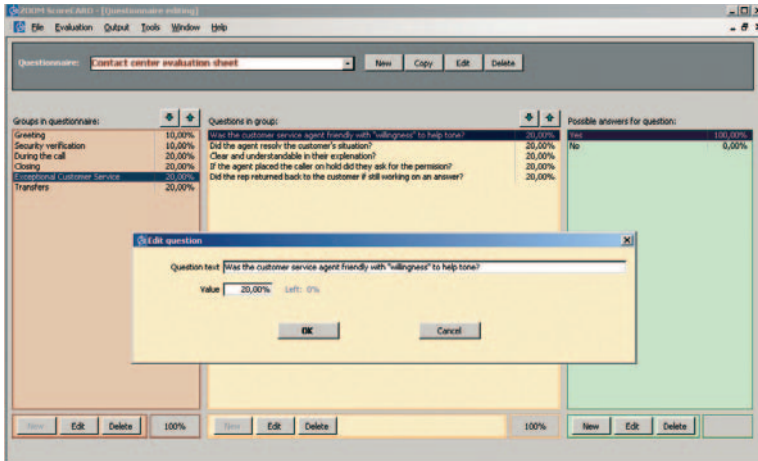 ZOOM ScoreCARD - [Questionnaire editing]
File Evaluation Output Tools Window Help
Questionnaire: Contact center evaluation sheet New Copy Edit Delete
Groups in questionnaire: Questions in group: Possible answers for question:
Greeting 10,00% Was the customer service agent friendly with "willingness" to help tone? 20,00% Yes 100,00%
Security verification 10,00% Did the agent resolv the customer's situation? 20,00% No 0,00%
During the call 20,00% Clear and understandable in their explenation? 20,00%
Closing 20,00% If the agent placed the caller on hold did they ask for the permision? 20,00%
Exceptional Customer Service 20,00% Did the rep returned back to the customer if still working on an answer? 20,00%
Transfers 20,00%
Edit question
Question text Was the customer service agent friendly with "willingness" to help tone?
Value 20,00% Left: 0%
OK Cancel
New Edit Delete 100% New Edit Delete 100% New Edit Delete